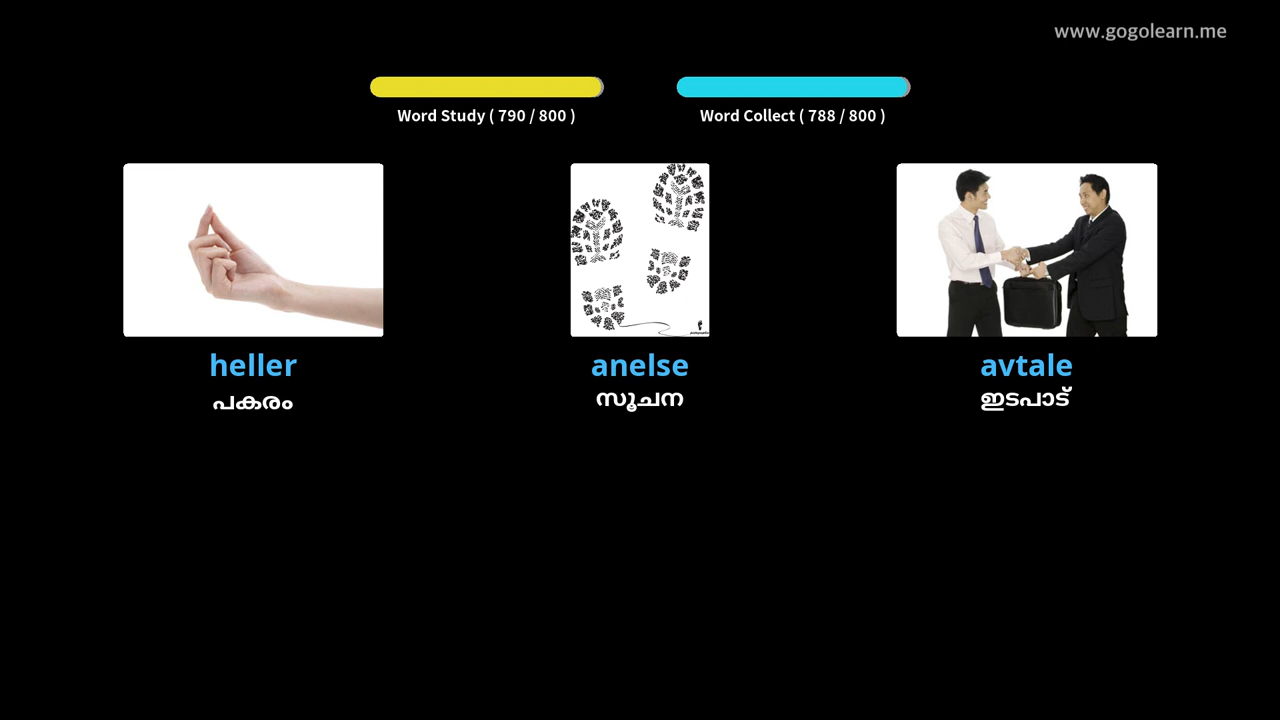 www.gogolearn.me
Word Study ( 790 / 800 )
Word Collect ( 788 / 800 )
heller
പകരം
anelse
സൂചന
avtale
ഇടപാട്